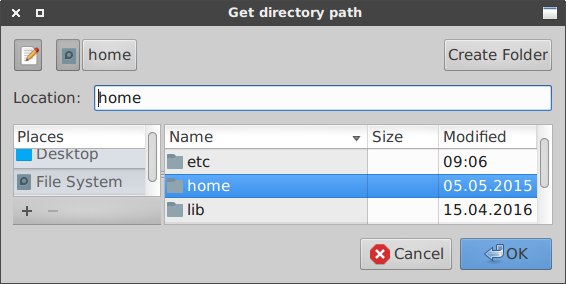 Get directory path
home Create Folder
Location: home
Places Name Size Modified
Desktop etc 09:06
File System home 05.05.2015
lib 15.04.2016
Cancel OK